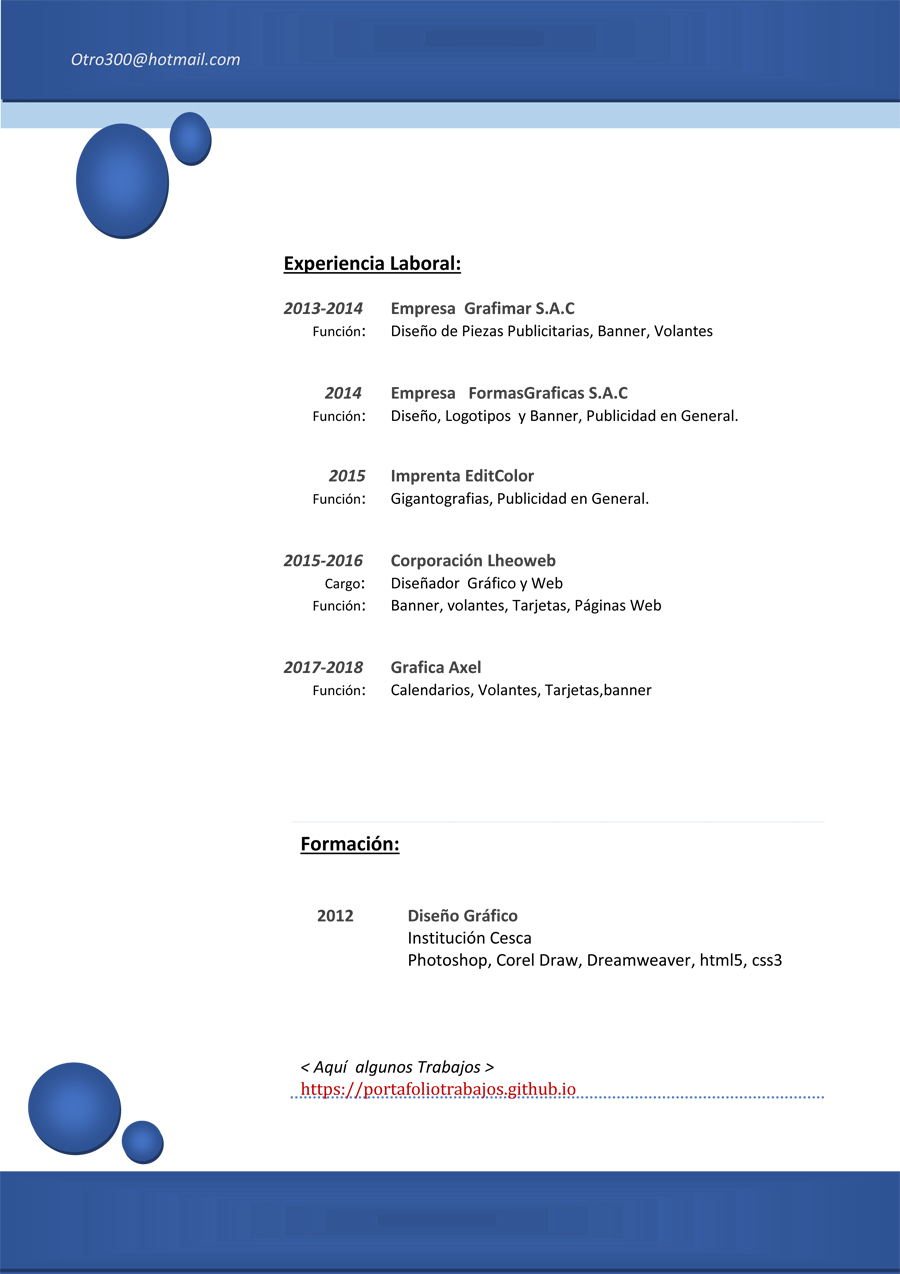 Otro300@hotmail.com
Experiencia Laboral:
2013-2014 Empresa Grafimar S.A.C
Función: Diseño de Piezas Publicitarias, Banner, Volantes
2014 Empresa FormasGraficas S.A.C
Función: Diseño, Logotipos y Banner, Publicidad en General.
2015 Imprenta EditColor
Función: Gigantografias, Publicidad en General.
2015-2016 Corporación Lheoweb
Cargo: Diseñador Gráfico y Web
Función: Banner, volantes, Tarjetas, Páginas Web
2017-2018 Grafica Axel
Función: Calendarios, Volantes, Tarjetas,banner
Formación:
2012 Diseño Gráfico
Institución Cesca
Photoshop, Corel Draw, Dreamweaver, html5, css3
< Aquí algunos Trabajos >
https://portafoliotrabajos.github.io